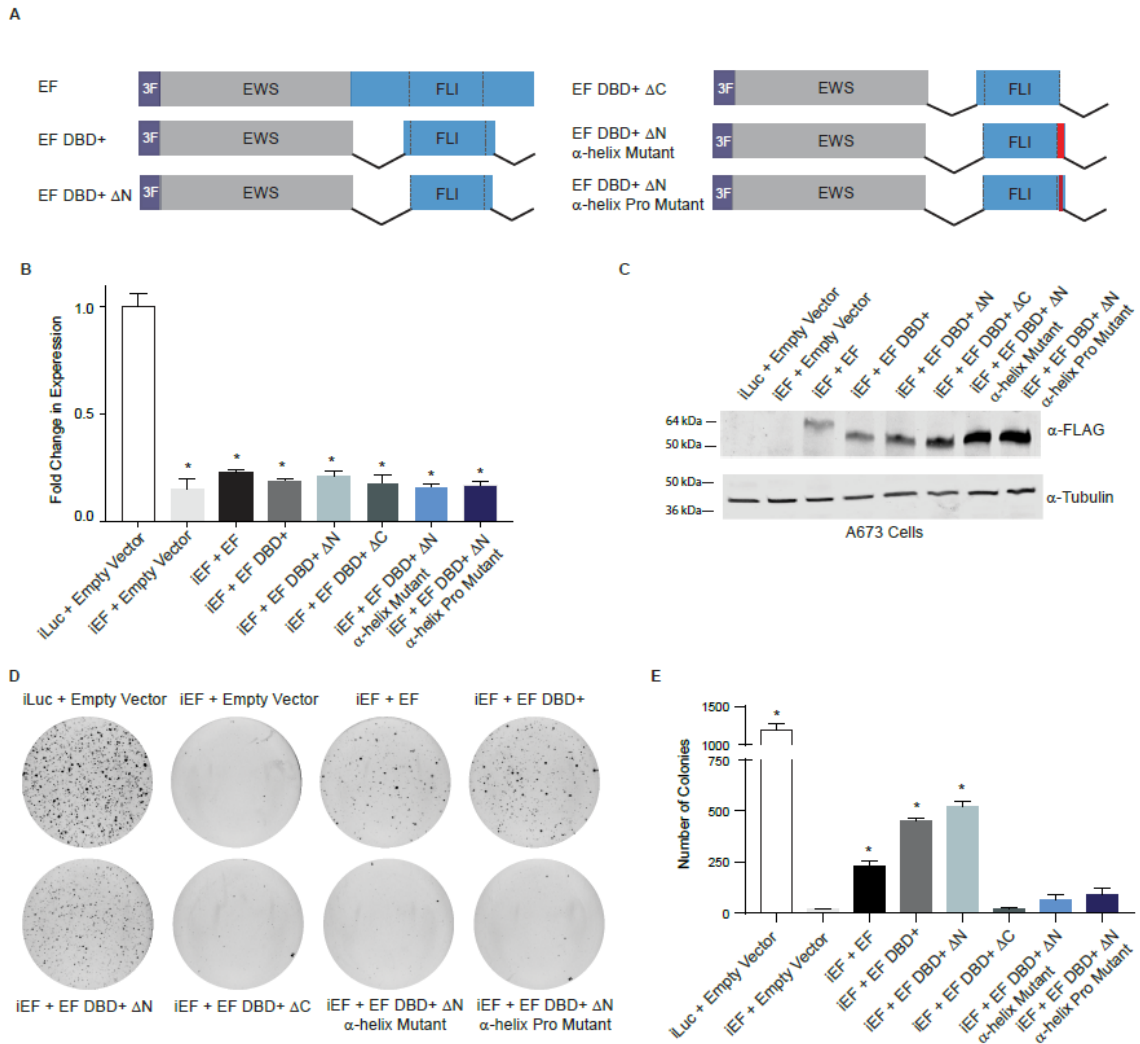 A
EF
3F
EWS
FLI
EF DBD+
3F
EWS
FLI
EF DBD+ ΔN
3F
EWS
FLI
EF DBD+ ΔC
3F
EWS
FLI
EF DBD+ ΔN
α-helix Mutant
3F
EWS
FLI
EF DBD+ ΔN
α-helix Pro Mutant
3F
EWS
FLI
B
Fold Change in Experession
1.0
0.5
0.0
*
*
*
*
*
*
*
iLuc + Empty Vector
iEF + Empty Vector
iEF + EF
iEF + EF DBD+
iEF + EF DBD+ ΔN
iEF + EF DBD+ ΔC
iEF + EF DBD+ ΔN
α-helix Mutant
iEF + EF DBD+ ΔN
α-helix Pro Mutant
C
iLuc + Empty Vector
iEF + Empty Vector
iEF + EF
iEF + EF DBD+
iEF + EF DBD+ ΔN
iEF + EF DBD+ ΔC
iEF + EF DBD+ ΔN
α-helix Mutant
iEF + EF DBD+ ΔN
α-helix Pro Mutant
64 kDa
50 kDa
α-FLAG
50 kDa
36 kDa
α-Tubulin
A673 Cells
D
iLuc + Empty Vector
iEF + Empty Vector
iEF + EF
iEF + EF DBD+
iEF + EF DBD+ ΔN
iEF + EF DBD+ ΔC
iEF + EF DBD+ ΔN
α-helix Mutant
iEF + EF DBD+ ΔN
α-helix Pro Mutant
E
Number of Colonies
1500
1000
750
500
250
0
*
*
*
*
iLuc + Empty Vector
iEF + Empty Vector
iEF + EF
iEF + EF DBD+
iEF + EF DBD+ ΔN
iEF + EF DBD+ ΔC
iEF + EF DBD+ ΔN
α-helix Mutant
iEF + EF DBD+ ΔN
α-helix Pro Mutant